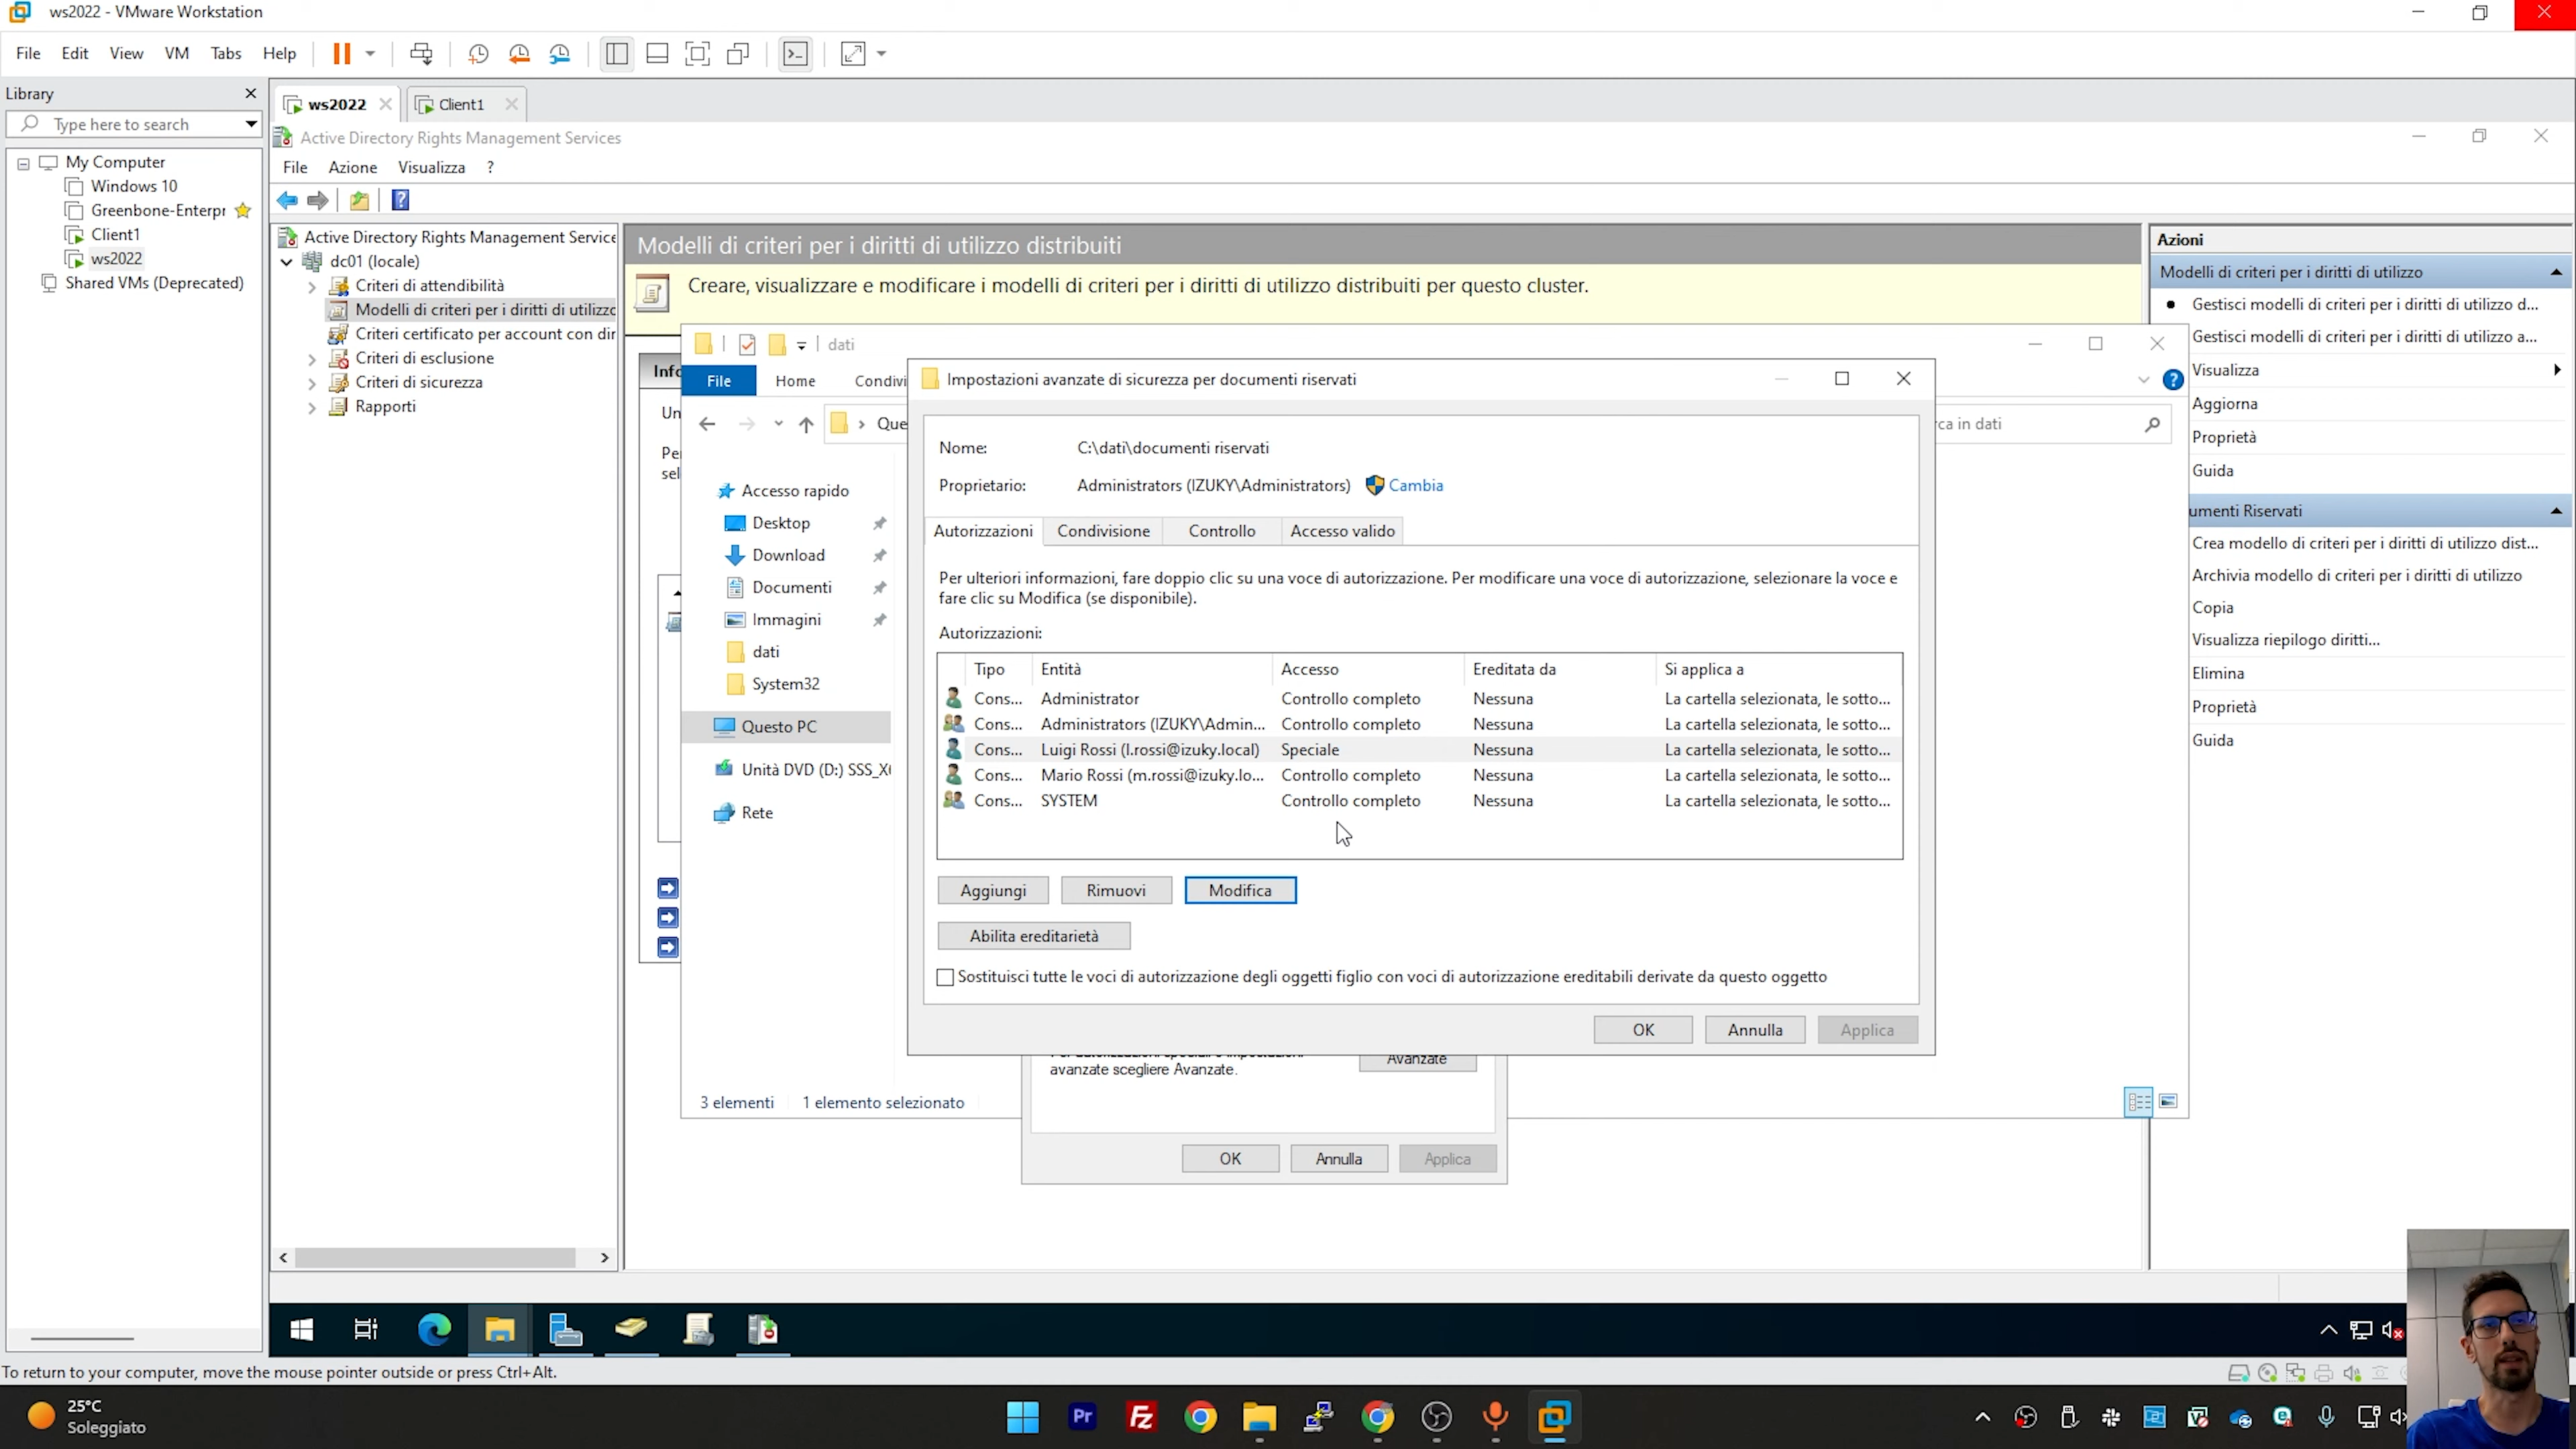 ws2022 - VMware Workstation
File Edit View VM Tabs Help
Library
Type here to search
My Computer
Windows 10
Greenbone-Enterpr
Client1
ws2022
Shared VMs (Deprecated)
ws2022
Client1
Active Directory Rights Management Services
File Azione Visualizza ?
Active Directory Rights Management Service
dc01 (locale)
Criteri di attendibilità
Modelli di criteri per i diritti di utilizzo
Criteri certificato per account con dir
Criteri di esclusione
Criteri di sicurezza
Rapporti
Modelli di criteri per i diritti di utilizzo distribuiti
Creare, visualizzare e modificare i modelli di criteri per i diritti di utilizzo distribuiti per questo cluster.
Info
Un
Per
sel
dati
File Home Condivi
Que
ca in dati
Accesso rapido
Desktop
Download
Documenti
Immagini
dati
System32
Questo PC
Unità DVD (D:) SSS_X6
Rete
3 elementi 1 elemento selezionato
Impostazioni avanzate di sicurezza per documenti riservati
Nome: C:\dati\documenti riservati
Proprietario: Administrators (IZUKY\Administrators) Cambia
Autorizzazioni Condivisione Controllo Accesso valido
Per ulteriori informazioni, fare doppio clic su una voce di autorizzazione. Per modificare una voce di autorizzazione, selezionare la voce e
fare clic su Modifica (se disponibile).
Autorizzazioni:
Tipo Entità Accesso Ereditata da Si applica a
Cons... Administrator Controllo completo Nessuna La cartella selezionata, le sotto...
Cons... Administrators (IZUKY\Admin... Controllo completo Nessuna La cartella selezionata, le sotto...
Cons... Luigi Rossi (l.rossi@izuky.local) Speciale Nessuna La cartella selezionata, le sotto...
Cons... Mario Rossi (m.rossi@izuky.lo... Controllo completo Nessuna La cartella selezionata, le sotto...
Cons... SYSTEM Controllo completo Nessuna La cartella selezionata, le sotto...
Aggiungi Rimuovi Modifica
Abilita ereditarietà
Sostituisci tutte le voci di autorizzazione degli oggetti figlio con voci di autorizzazione ereditabili derivate da questo oggetto
OK Annulla Applica
avanzate scegliere Avanzate.
Avanzate
OK Annulla Applica
Azioni
Modelli di criteri per i diritti di utilizzo
Gestisci modelli di criteri per i diritti di utilizzo d...
Gestisci modelli di criteri per i diritti di utilizzo a...
Visualizza
Aggiorna
Proprietà
Guida
umenti Riservati
Crea modello di criteri per i diritti di utilizzo dist...
Archivia modello di criteri per i diritti di utilizzo
Copia
Visualizza riepilogo diritti...
Elimina
Proprietà
Guida
To return to your computer, move the mouse pointer outside or press Ctrl+Alt.
25°C
Soleggiato
Pr
Fz